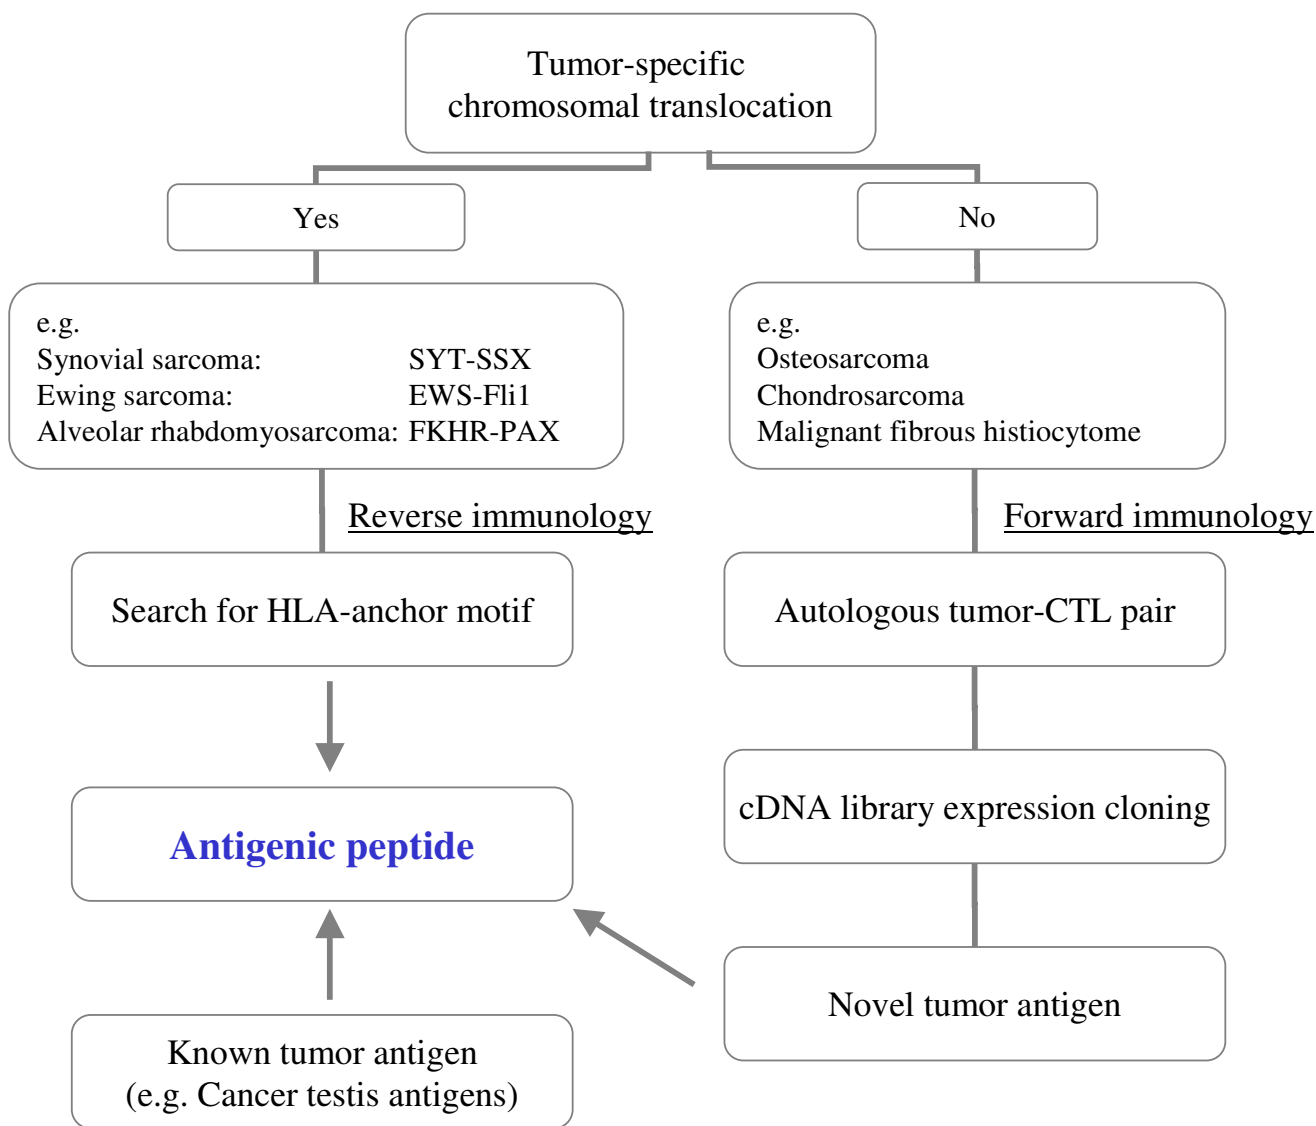 Tumor-specific
chromosomal translocation
Yes
No
e.g.
Synovial sarcoma: SYT-SSX
Ewing sarcoma: EWS-Fli1
Alveolar rhabdomyosarcoma: FKHR-PAX
e.g.
Osteosarcoma
Chondrosarcoma
Malignant fibrous histiocytome
Reverse immunology
Forward immunology
Search for HLA-anchor motif
Autologous tumor-CTL pair
Antigenic peptide
cDNA library expression cloning
Novel tumor antigen
Known tumor antigen
(e.g. Cancer testis antigens)